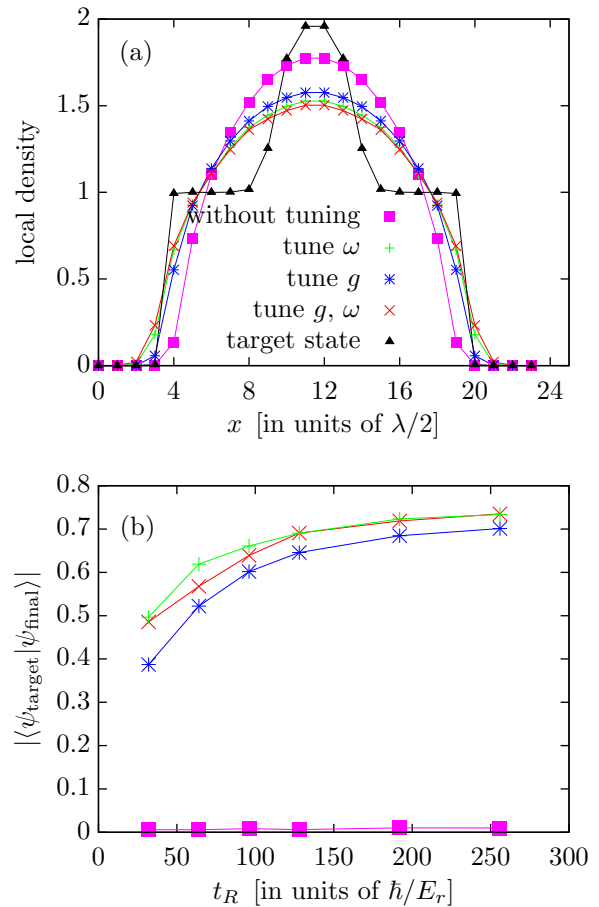 2
1.5
1
0.5
0
local density
(a)
without tuning
tune ω
tune g
tune g, ω
target state
0 4 8 12 16 20 24
x [in units of λ/2]
0.8
0.7
0.6
0.5
0.4
0.3
0.2
0.1
0
|⟨ψtarget|ψfinal⟩|
(b)
0 50 100 150 200 250 300
tR [in units of ħ/Er]